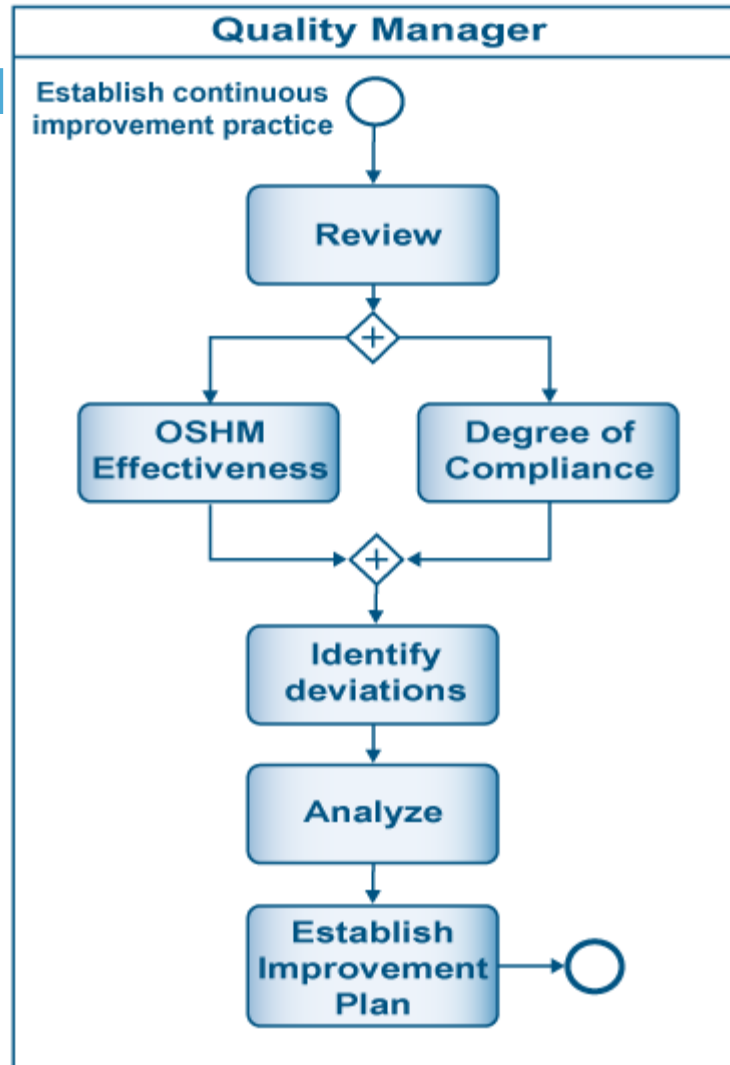 Quality Manager
Establish continuous
improvement practice
Review
OSHM
Effectiveness
Degree of
Compliance
Identify
deviations
Analyze
Establish
Improvement
Plan